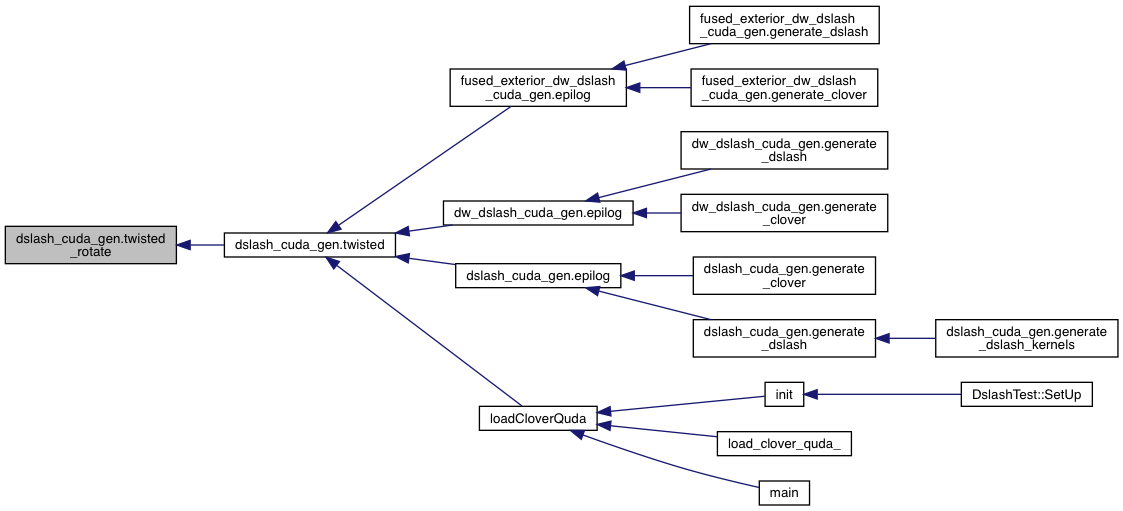 fused_exterior_dw_dslash
_cuda_gen.generate_dslash
fused_exterior_dw_dslash
_cuda_gen.epilog
fused_exterior_dw_dslash
_cuda_gen.generate_clover
dw_dslash_cuda_gen.generate
_dslash
dw_dslash_cuda_gen.epilog
dw_dslash_cuda_gen.generate
_clover
dslash_cuda_gen.twisted
_rotate
dslash_cuda_gen.twisted
dslash_cuda_gen.epilog
dslash_cuda_gen.generate
_clover
dslash_cuda_gen.generate
_dslash
dslash_cuda_gen.generate
_dslash_kernels
loadCloverQuda
init
DslashTest::SetUp
load_clover_quda_
main